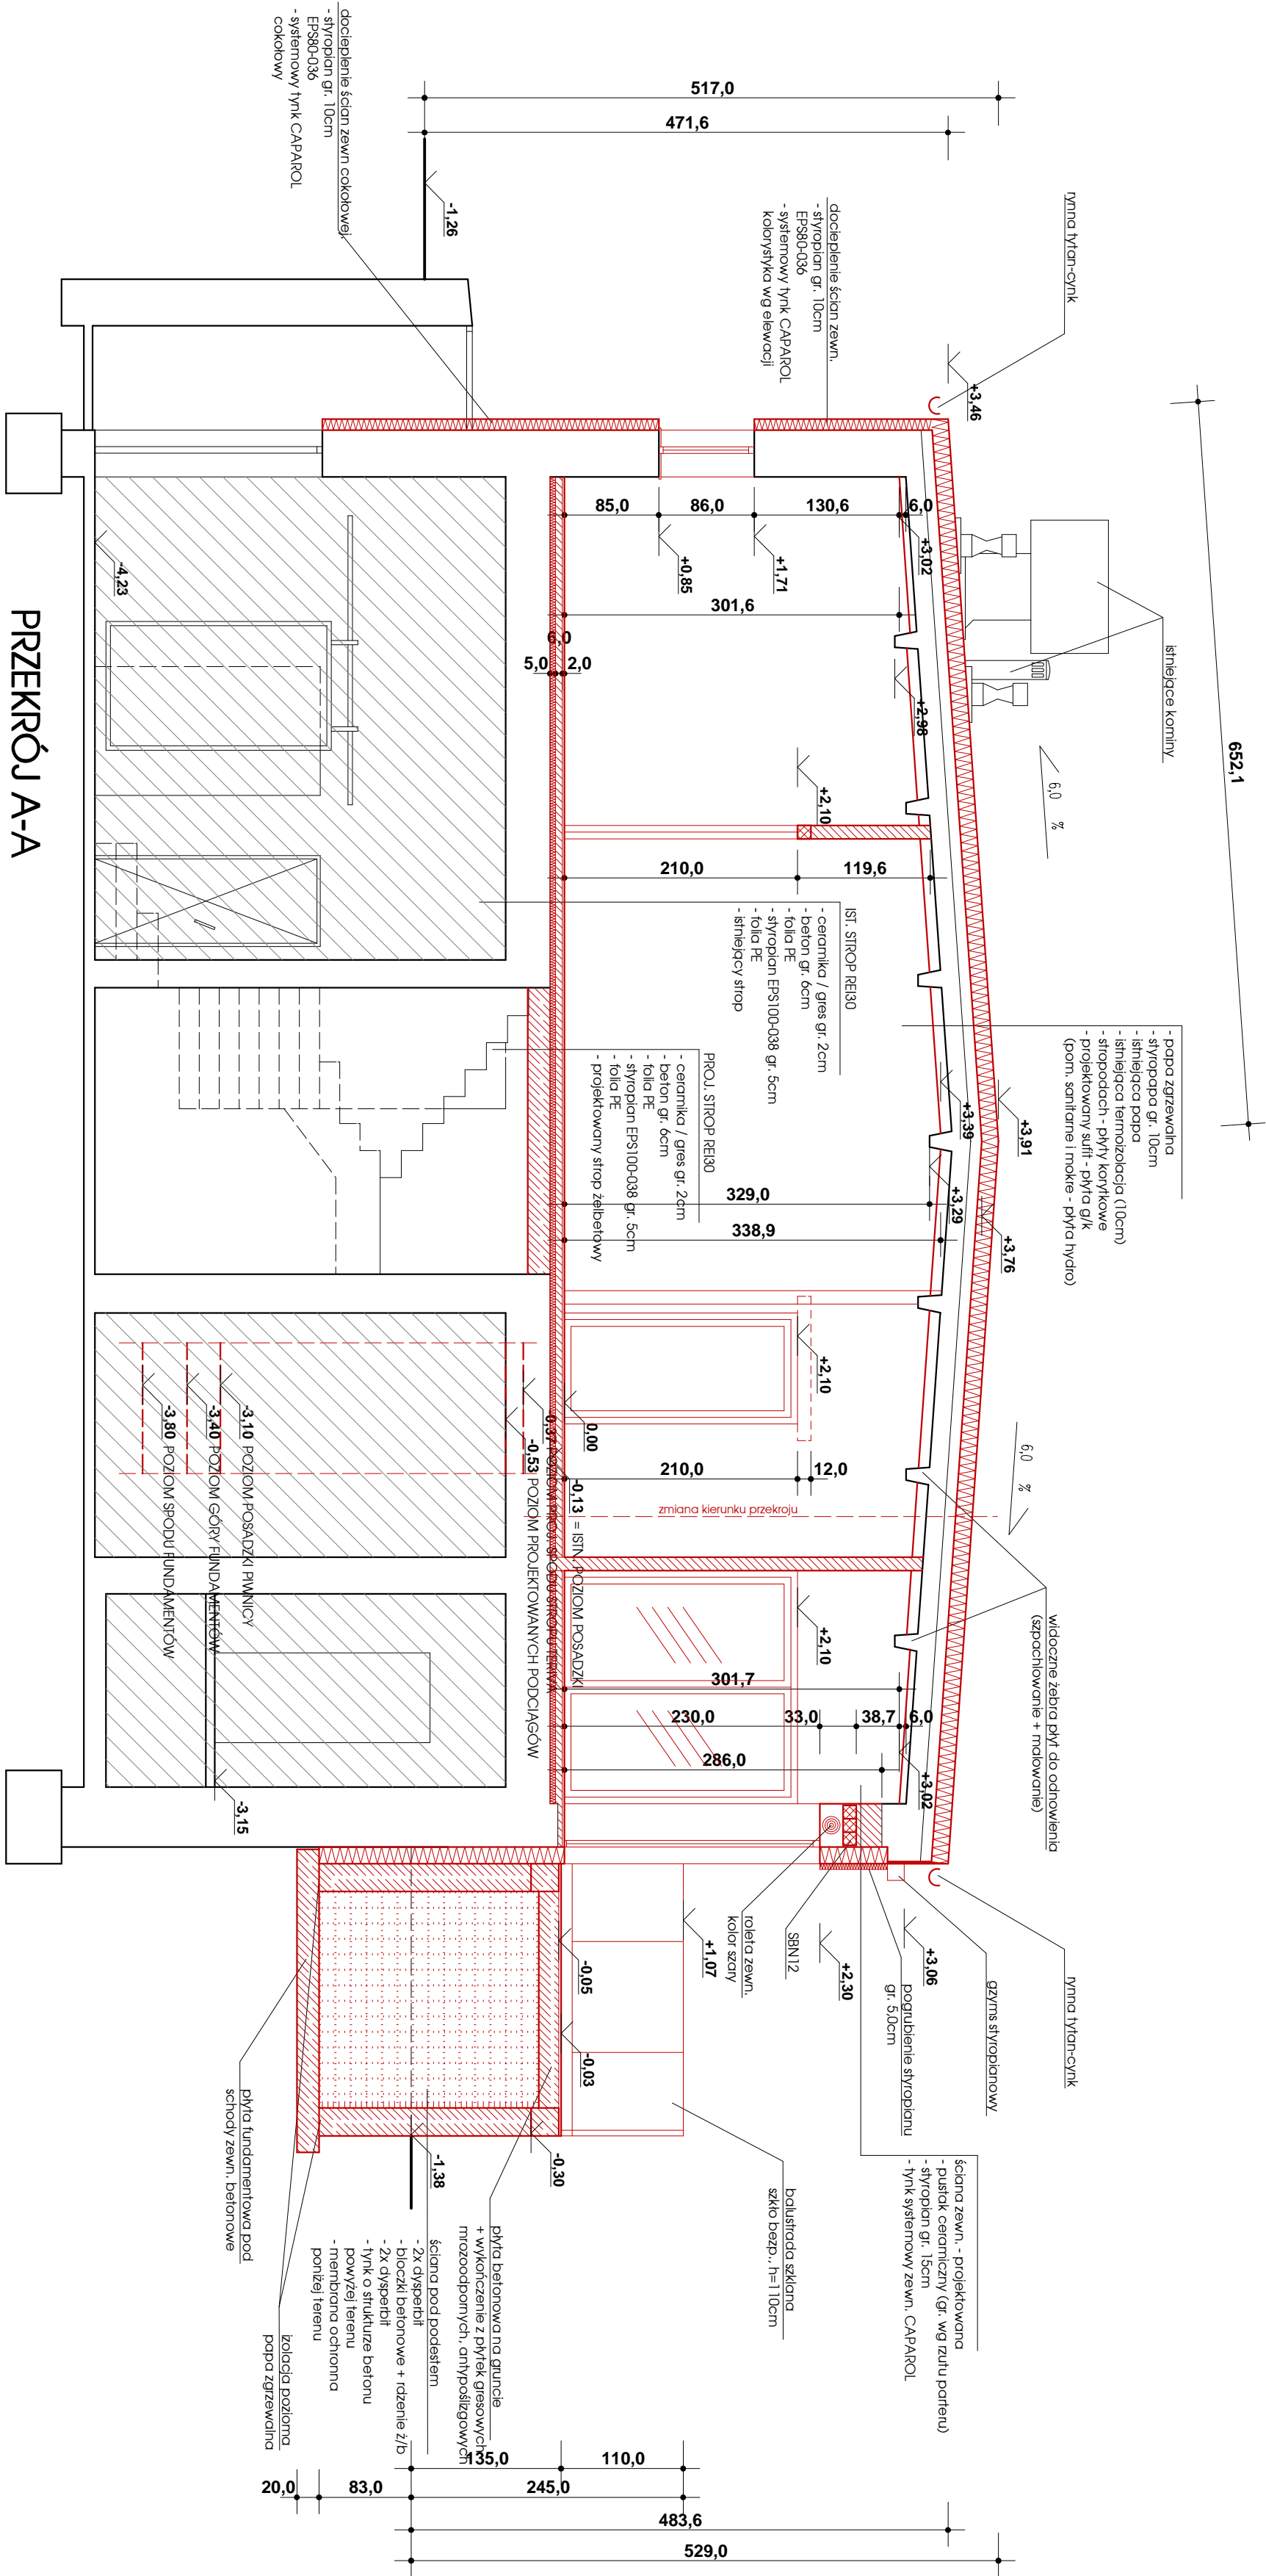 517,0
471,6
652,1
rynna tytan-cynk
docieplenie ścian zewn.
- styropian gr. 10cm
EPS80-036
- systemowy tynk CAPAROL
kolorystyka wg elewacji
docieplenie ścian zewn cokołowej.
- styropian gr. 10cm
EPS80-036
- systemowy tynk CAPAROL
cokołowy
-1,26
+3,46
istniejące kominy
6,0 %
85,0
86,0
130,6
6,0
+3,02
+0,85
+1,71
301,6
6,0
5,0
2,0
+2,98
+2,10
-4,23
210,0
119,6
IST. STROP REI30
- ceramika / gres gr. 2cm
- beton gr. 6cm
- folia PE
- styropian EPS100-038 gr. 5cm
- folia PE
- istniejący strop
- papa zgrzewalna
- styropapa gr. 10cm
- istniejąca papa
- istniejąca termoizolacja (10cm)
- stropodach - płyty korytkowe
- projektowany sufit - płyta g/k
(pom. sanitarne i mokre - płyta hydro)
PROJ. STROP REI30
- ceramika / gres gr. 2cm
- beton gr. 6cm
- folia PE
- styropian EPS100-038 gr. 5cm
- folia PE
- projektowany strop żelbetowy
+3,39
+3,91
+3,29
+3,76
329,0
338,9
+2,10
0,00
210,0
12,0
6,0 %
zmiana kierunku przekroju
-0,13 = ISTN. POZIOM POSADZKI
-0,37 POZIOM PROJ. SPODU STROPU TERIVA
-0,53 POZIOM PROJEKTOWANYCH PODCIĄGÓW
-3,10 POZIOM POSADZKI PIWNICY
-3,40 POZIOM GÓRY FUNDAMENTÓW
-3,80 POZIOM SPODU FUNDAMENTÓW
widoczne żebra płyt do odnowienia
(szpachlowanie + malowanie)
+2,10
301,7
230,0
33,0
38,7
6,0
286,0
+3,02
-3,15
rynna tytan-cynk
gzyms styropianowy
+3,06
pogrubienie styropianu
gr. 5,0cm
+2,30
SBN12
roleta zewn.
kolor szary
+1,07
-0,05
-0,03
-0,30
-1,38
ściana zewn. - projektowana
- pustak ceramiczny (gr. wg rzutu parteru)
- styropian gr. 15cm
- tynk systemowy zewn. CAPAROL
balustrada szklana
szkło bezp., h=110cm
płyta betonowa na gruncie
+ wykończenie z płytek gresowych
mrozoodpornych, antypoślizgowych
ściana pod podestem
- 2x dysperbit
- bloczki betonowe + rdzenie ż/b
- 2x dysperbit
- tynk o strukturze betonu
powyżej terenu
- membrana ochronna
poniżej terenu
płyta fundamentowa pod
schody zewn. betonowe
izolacja pozioma
papa zgrzewalna
135,0
110,0
20,0
83,0
245,0
483,6
529,0
PRZEKRÓJ A-A